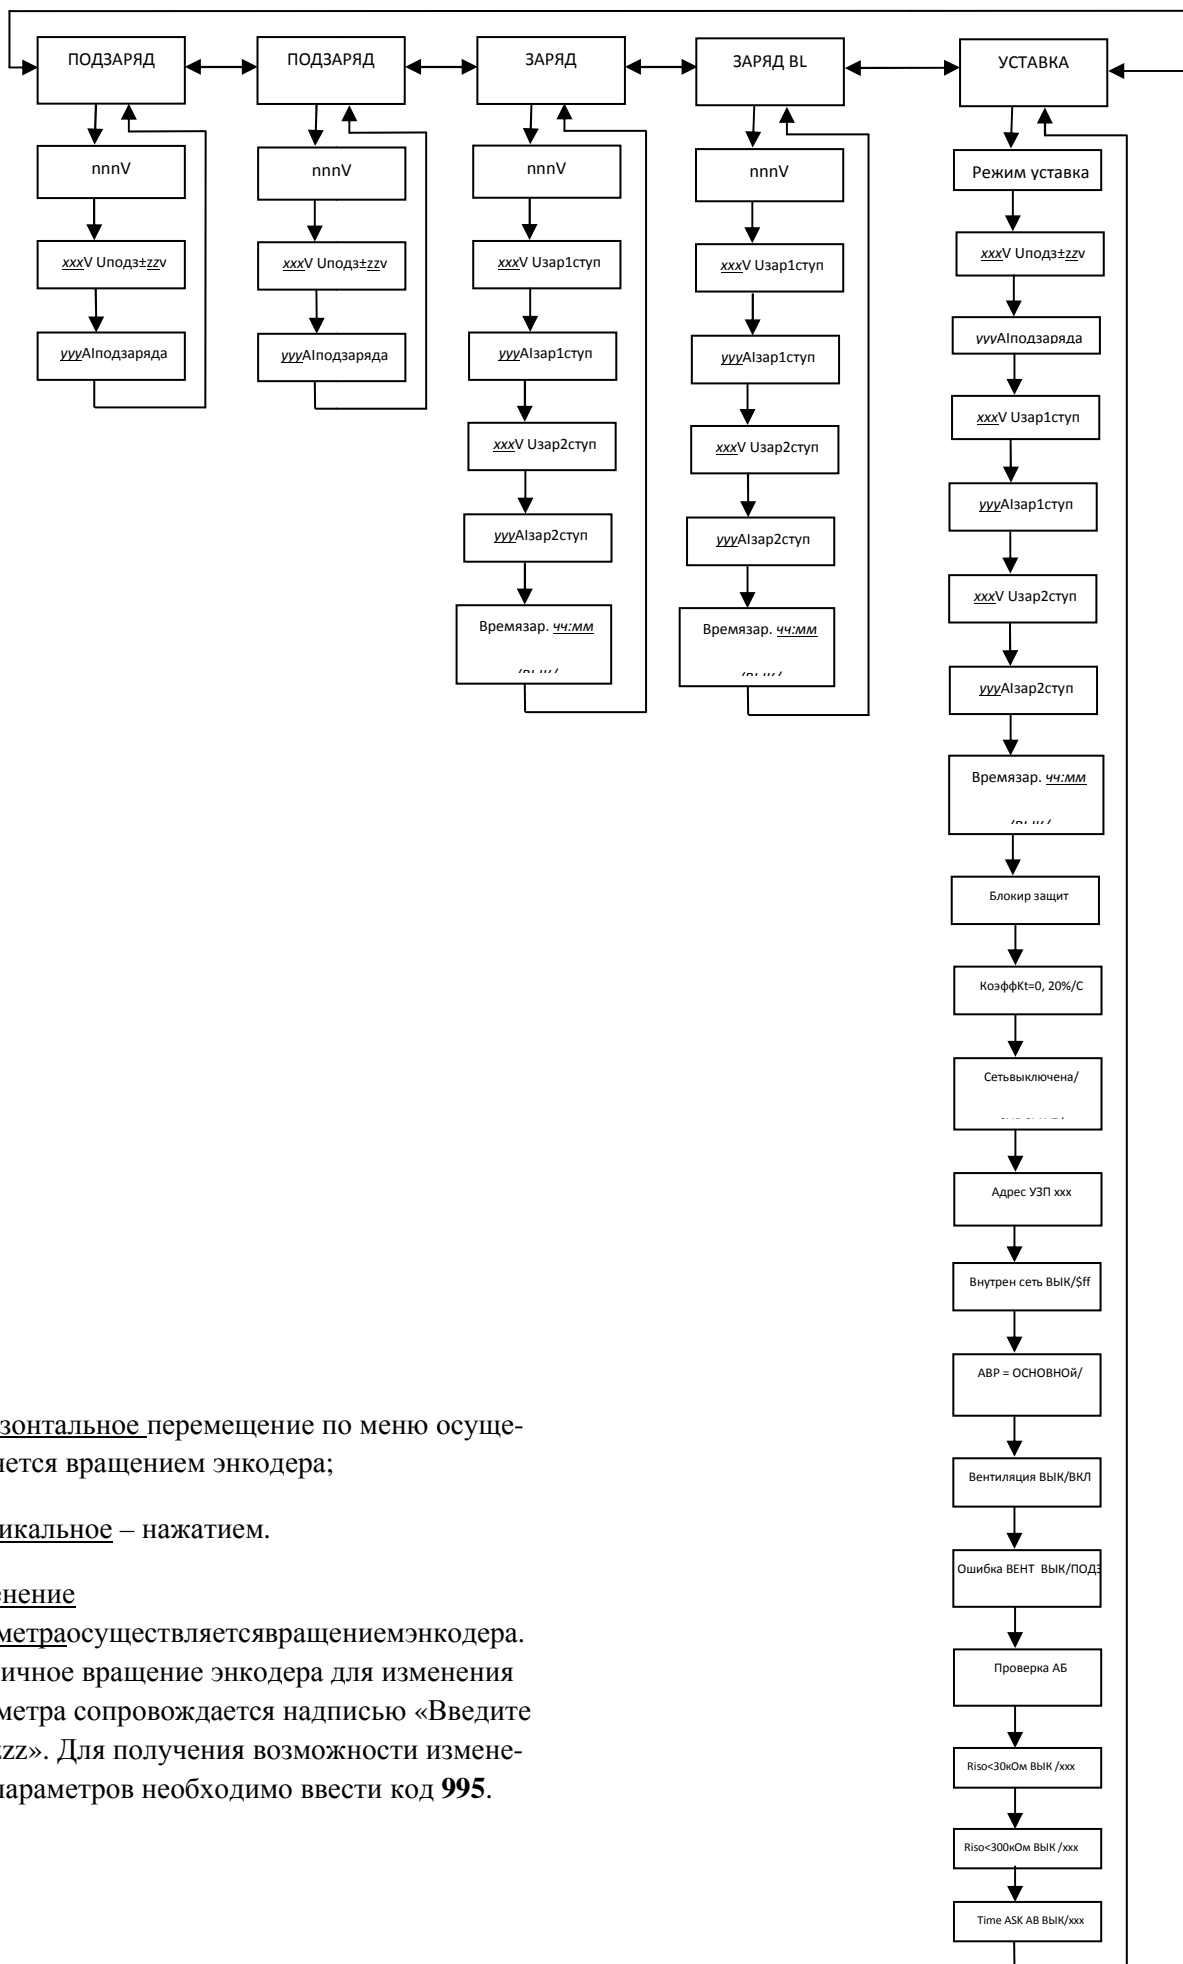 ПОДЗАРЯД
nnnV
xxxV Uподз±zzv
yyyAIподзаряда
ПОДЗАРЯД
nnnV
xxxV Uподз±zzv
yyyAIподзаряда
ЗАРЯД
nnnV
xxxV Uзар1ступ
yyyAIзар1ступ
xxxV Uзар2ступ
yyyAIзар2ступ
Времязар. чч:мм
ЗАРЯД BL
nnnV
xxxV Uзар1ступ
yyyAIзар1ступ
xxxV Uзар2ступ
yyyAIзар2ступ
Времязар. чч:мм
УСТАВКА
Режим уставка
xxxV Uподз±zzv
yyyAIподзаряда
xxxV Uзар1ступ
yyyAIзар1ступ
xxxV Uзар2ступ
yyyAIзар2ступ
Времязар. чч:мм
Блокир защит
КоэффKt=0, 20%/C
Сетьвыключена/
Адрес УЗП xxx
Внутрен сеть ВЫК/$ff
АВР = ОСНОВНОй/
Вентиляция ВЫК/ВКЛ
Ошибка ВЕНТ ВЫК/ПОДЗ
Проверка АБ
Riso<30кОм ВЫК /xxx
Riso<300кОм ВЫК /xxx
Time ASK AB ВЫК/xxx
зонтальное перемещение по меню осуще-
яется вращением энкодера;
икальное – нажатием.
енение
метраосуществляетсявращениемэнкодера.
ичное вращение энкодера для изменения
метра сопровождается надписью «Введите
zzz». Для получения возможности измене-
параметров необходимо ввести код 995.